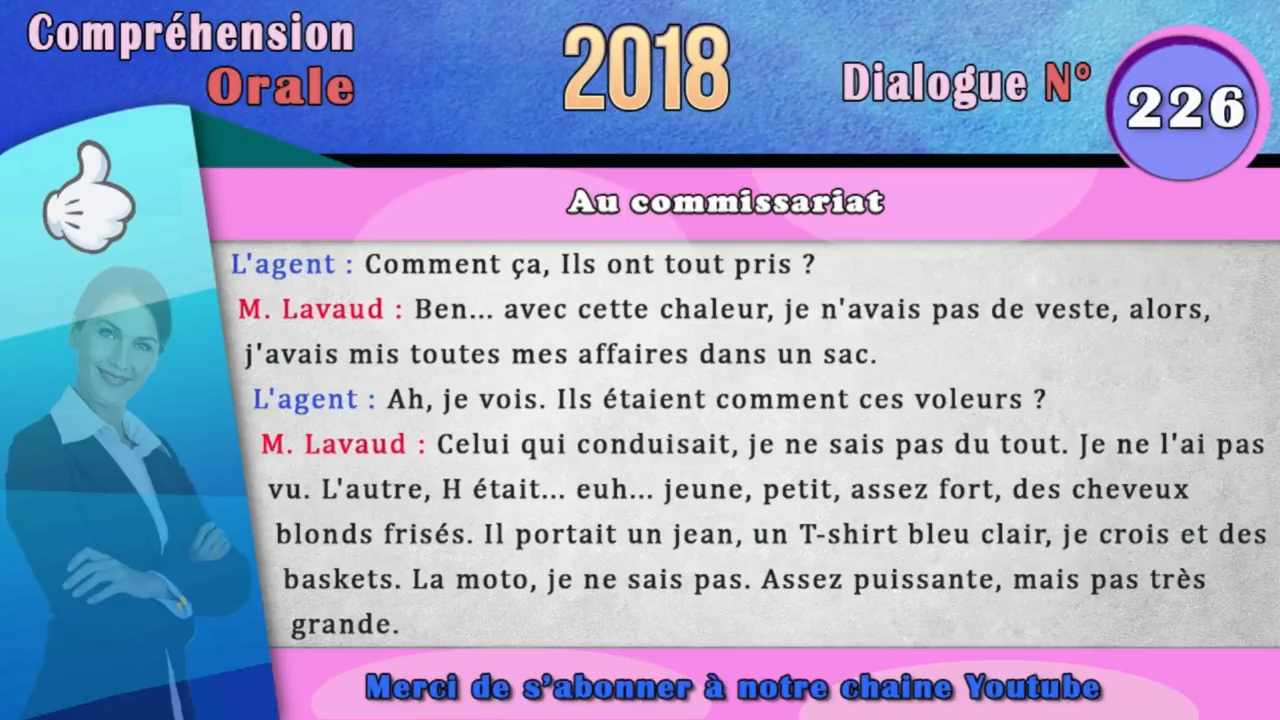 Compréhension
Orale
2018
Dialogue N°
226
Au commissariat
L'agent : Comment ça, Ils ont tout pris ?
M. Lavaud : Ben... avec cette chaleur, je n'avais pas de veste, alors,
j'avais mis toutes mes affaires dans un sac.
L'agent : Ah, je vois. Ils étaient comment ces voleurs ?
M. Lavaud : Celui qui conduisait, je ne sais pas du tout. Je ne l'ai pas
vu. L'autre, H était... euh... jeune, petit, assez fort, des cheveux
blonds frisés. Il portait un jean, un T-shirt bleu clair, je crois et des
baskets. La moto, je ne sais pas. Assez puissante, mais pas très
grande.
Merci de s'abonner à notre chaine Youtube